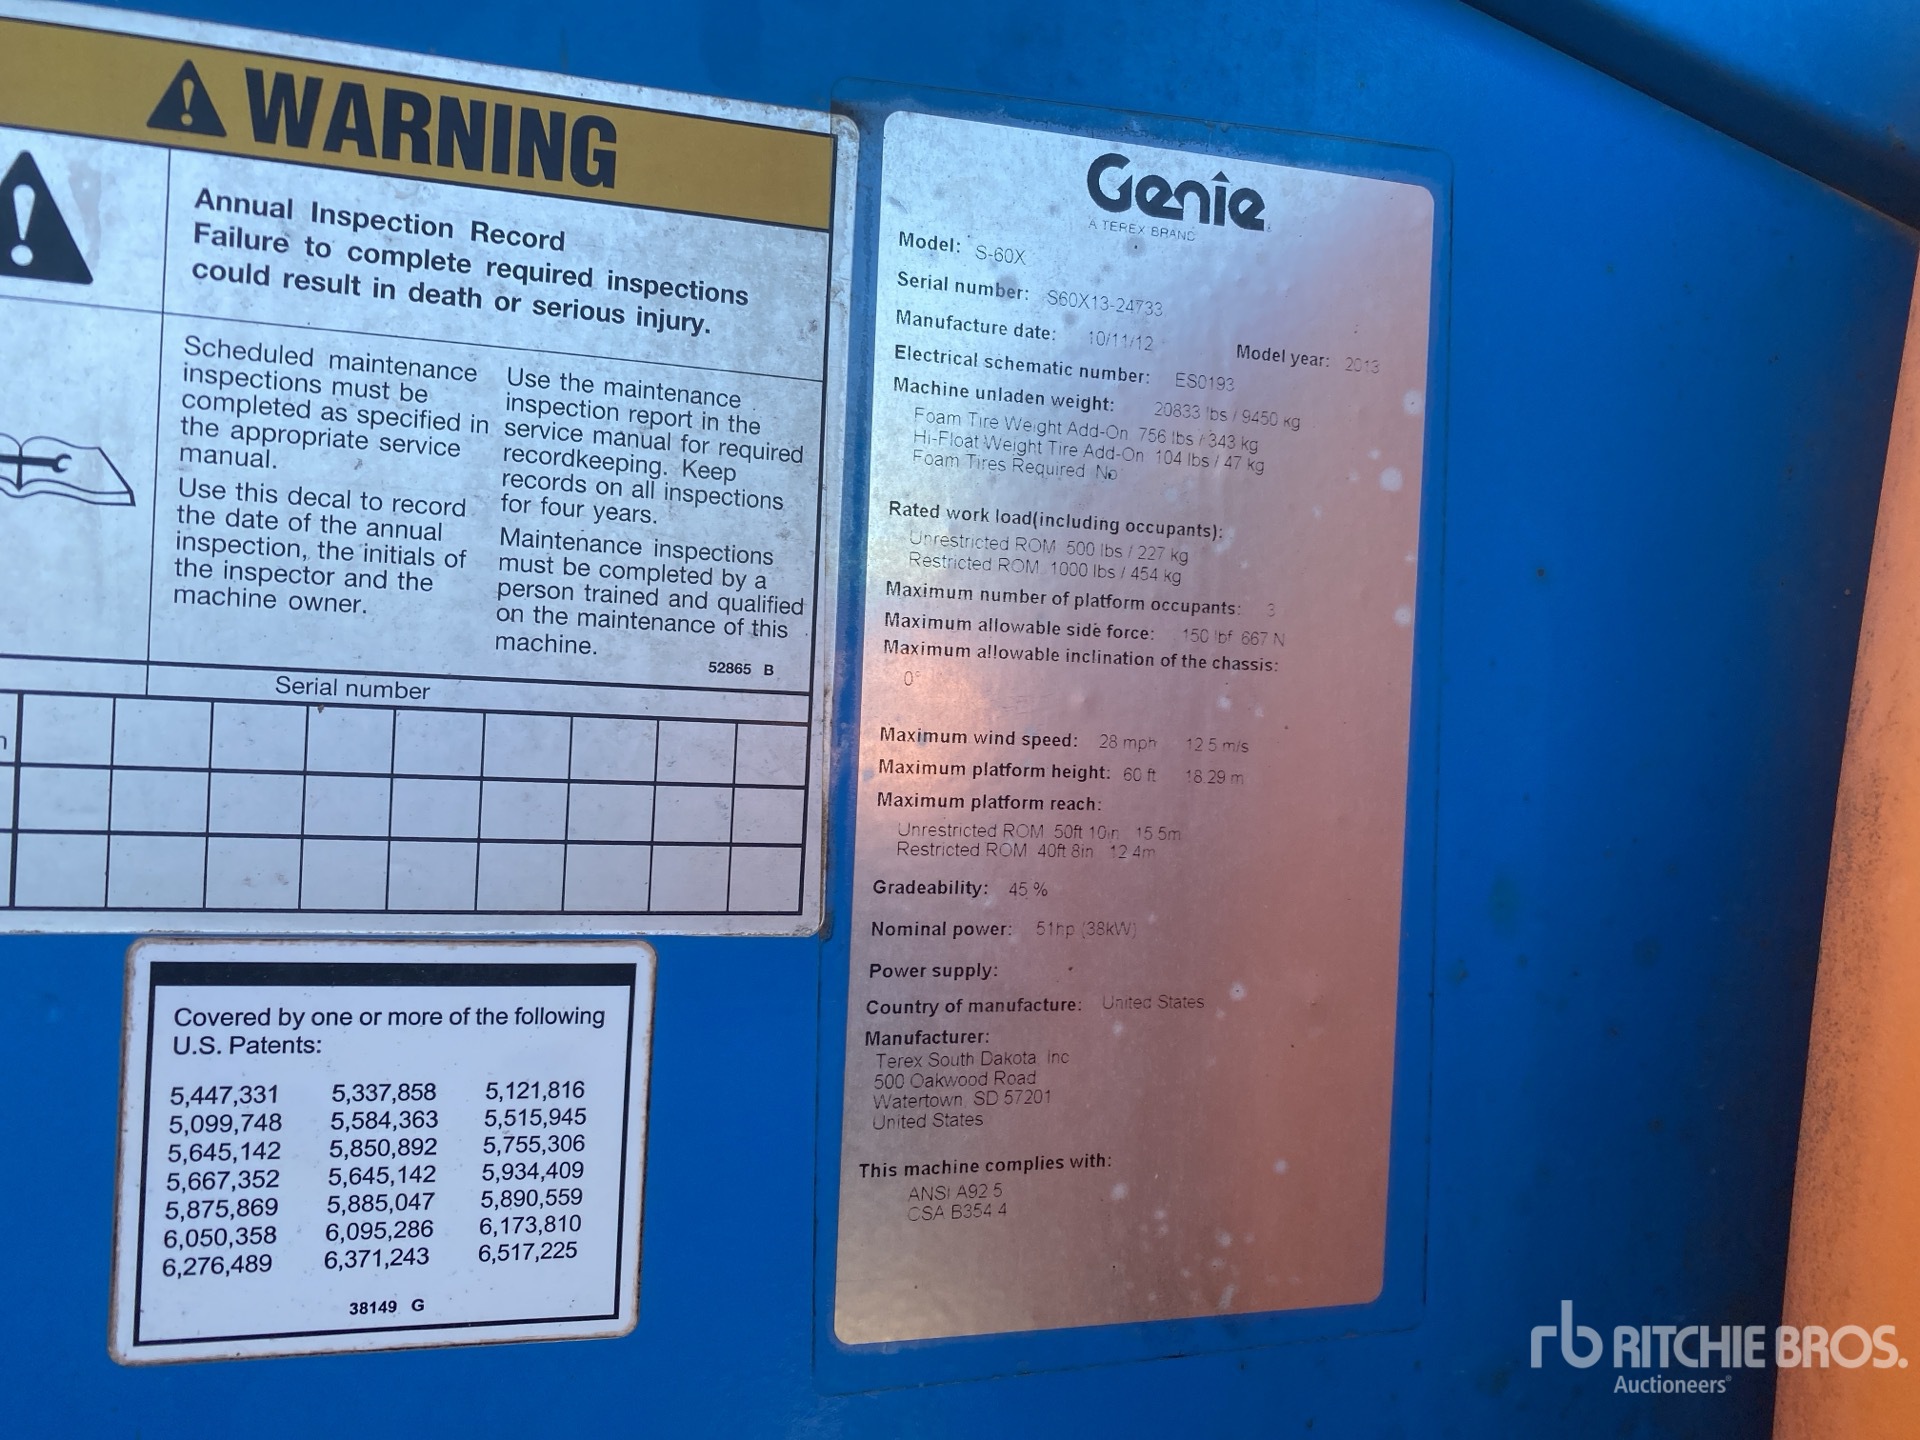 WARNING
Annual Inspection Record
Failure to complete required inspections
could result in death or serious injury.
Scheduled maintenance
inspections must be
completed as specified in
the appropriate service
manual.
Use this decal to record
the date of the annual
inspection, the initials of
the inspector and the
machine owner.
Use the maintenance
inspection report in the
service manual for required
recordkeeping. Keep
records on all inspections
for four years.
Maintenance inspections
must be completed by a
person trained and qualified
on the maintenance of this
machine.
52865 B
Serial number
Covered by one or more of the following
U.S. Patents:
5,447,331 5,337,858 5,121,816
5,099,748 5,584,363 5,515,945
5,645,142 5,850,892 5,755,306
5,667,352 5,645,142 5,934,409
5,875,869 5,885,047 5,890,559
6,050,358 6,095,286 6,173,810
6,276,489 6,371,243 6,517,225
38149 G
Genie
A TEREX BRAND
Model: S-60X
Serial number: S60X13-24733
Manufacture date: 10/11/12 Model year: 2013
Electrical schematic number: ES0193
Machine unladen weight: 20833 lbs / 9450 kg
Foam Tire Weight Add-On 756 lbs / 343 kg
Hi-Float Weight Tire Add-On 104 lbs / 47 kg
Foam Tires Required No
Rated work load(including occupants):
Unrestricted ROM 500 lbs / 227 kg
Restricted ROM 1000 lbs / 454 kg
Maximum number of platform occupants: 3
Maximum allowable side force: 150 lbf 667 N
Maximum allowable inclination of the chassis:
0°
Maximum wind speed: 28 mph 12.5 m/s
Maximum platform height: 60 ft 18.29 m
Maximum platform reach:
Unrestricted ROM 50ft 10in 15.5m
Restricted ROM 40ft 8in 12.4m
Gradeability: 45 %
Nominal power: 51hp (38kW)
Power supply:
Country of manufacture: United States
Manufacturer:
Terex South Dakota, Inc
500 Oakwood Road
Watertown, SD 57201
United States
This machine complies with:
ANSI A92.5
CSA B354.4
rb RITCHIE BROS.
Auctioneers